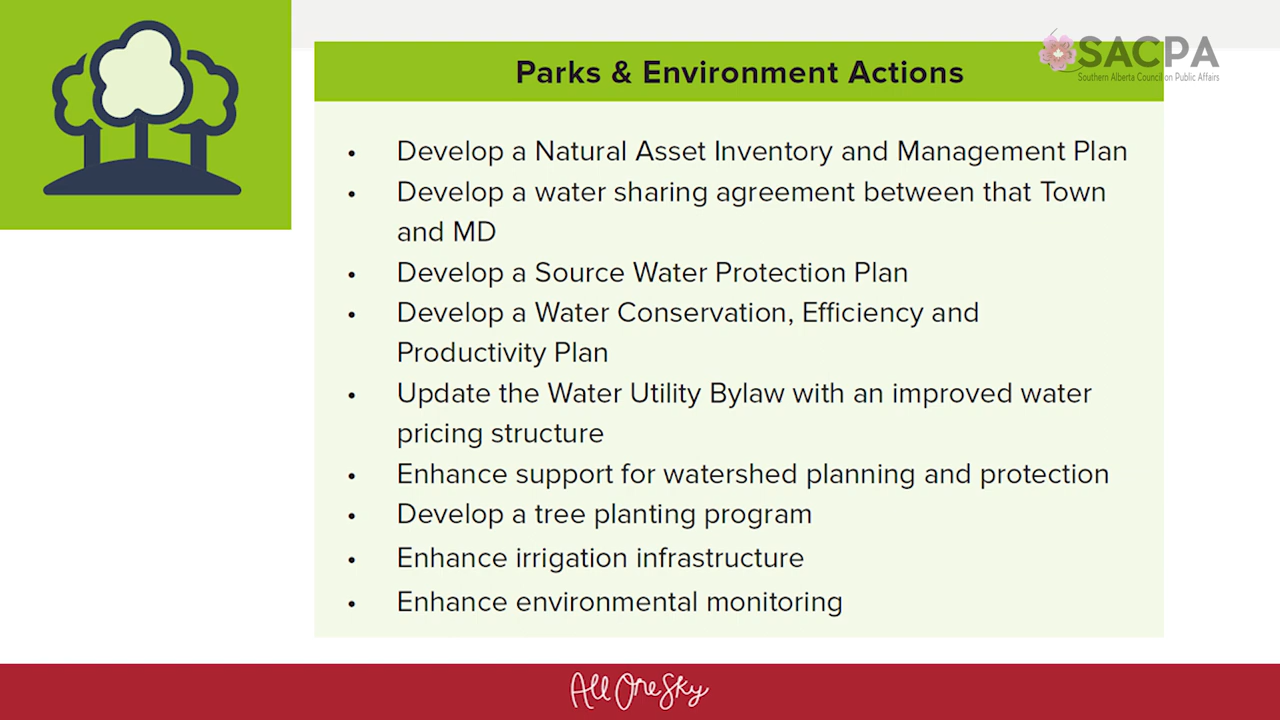 SACPA
Southern Alberta Council on Public Affairs
Parks & Environment Actions
• Develop a Natural Asset Inventory and Management Plan
• Develop a water sharing agreement between that Town
and MD
• Develop a Source Water Protection Plan
• Develop a Water Conservation, Efficiency and
Productivity Plan
• Update the Water Utility Bylaw with an improved water
pricing structure
• Enhance support for watershed planning and protection
• Develop a tree planting program
• Enhance irrigation infrastructure
• Enhance environmental monitoring
All One Sky